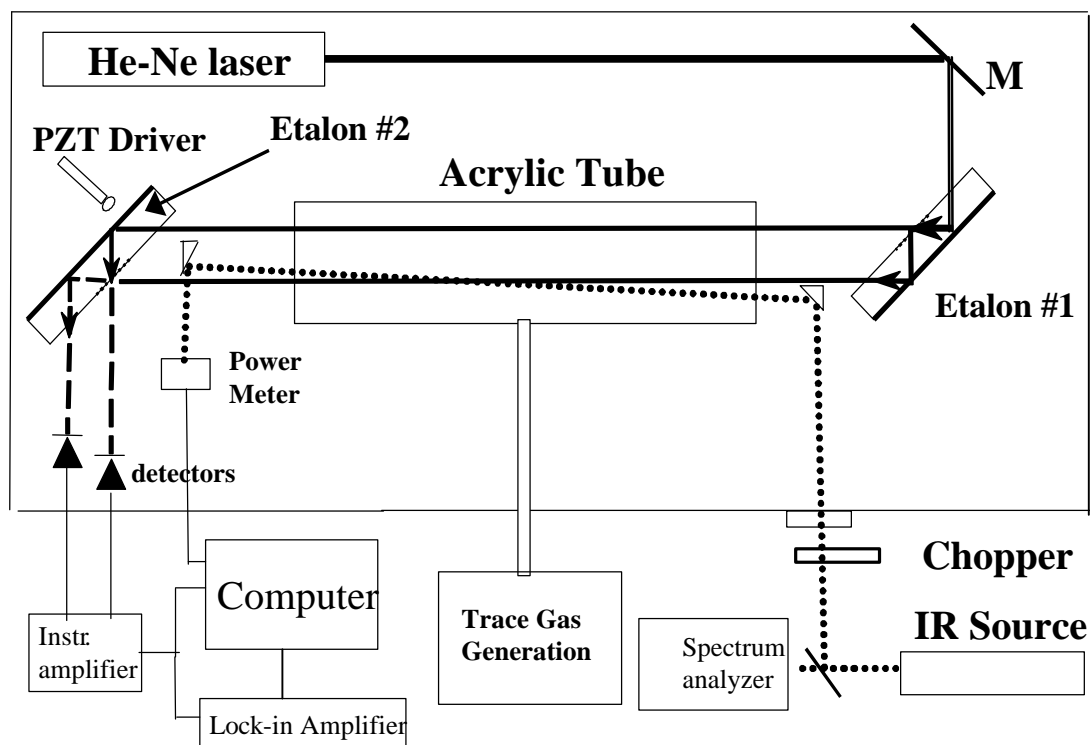 He-Ne laser
M
PZT Driver
Etalon #2
Acrylic Tube
Etalon #1
Power
Meter
detectors
Chopper
Computer
IR Source
Trace Gas
Generation
Instr.
amplifier
Spectrum
analyzer
Lock-in Amplifier